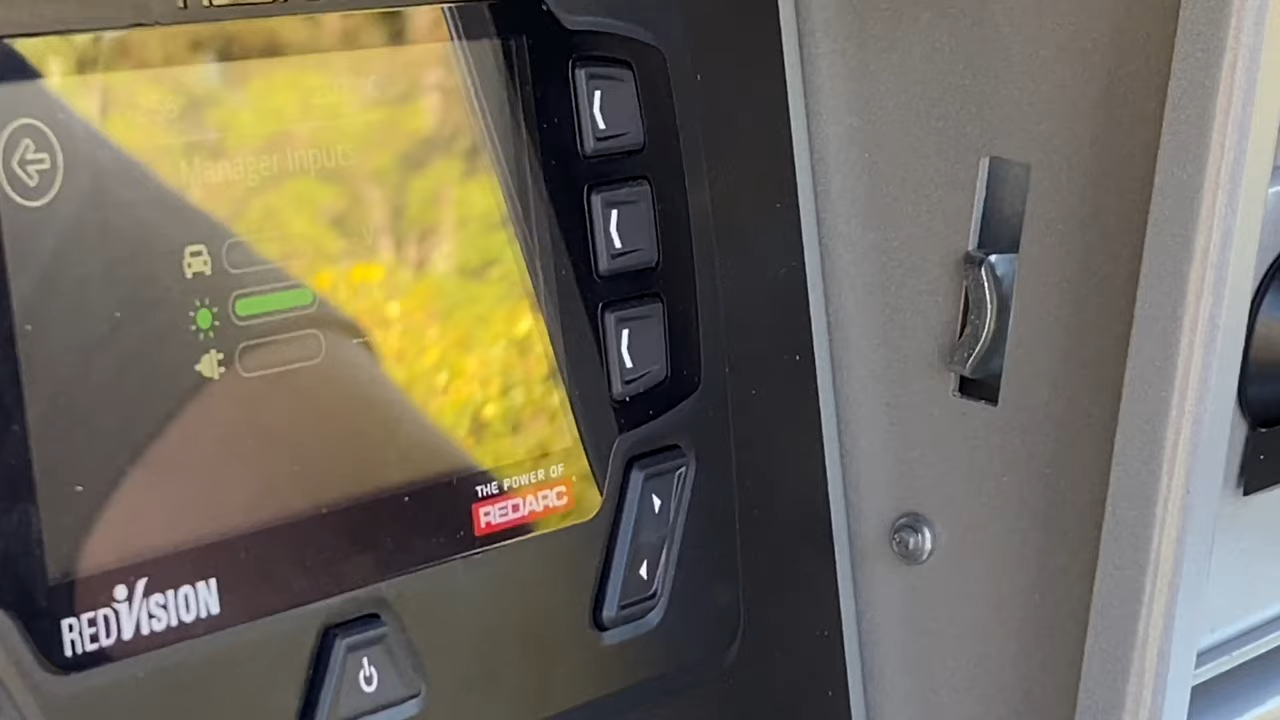 Manager Inputs
THE POWER OF
REDARC
REDVISION